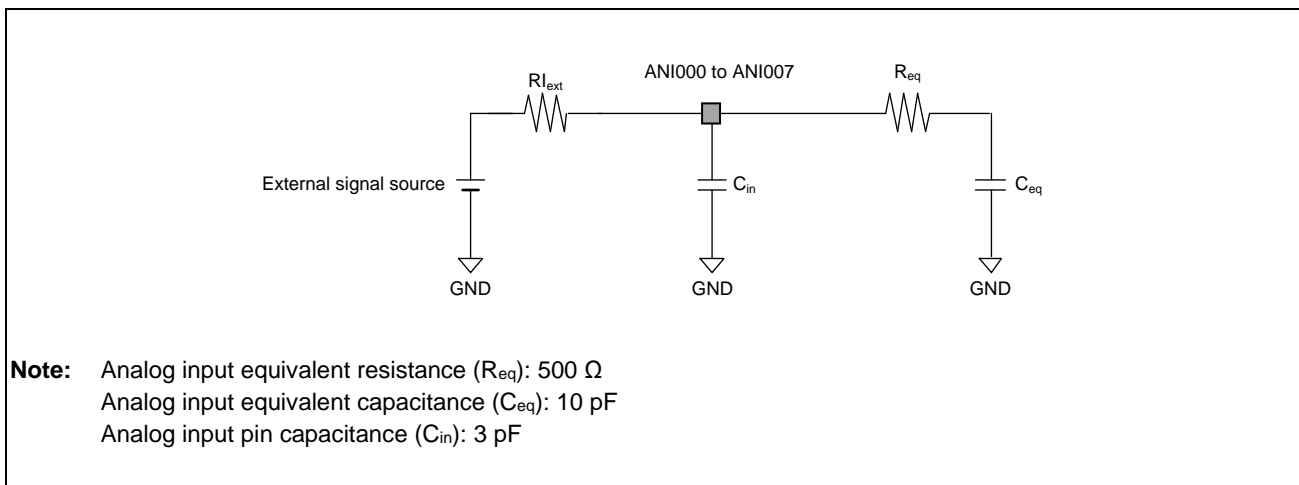 ANI000 to ANI007
RIext
Req
External signal source
Cin
Ceq
GND
GND
GND
Note: Analog input equivalent resistance (Req): 500 Ω
Analog input equivalent capacitance (Ceq): 10 pF
Analog input pin capacitance (Cin): 3 pF